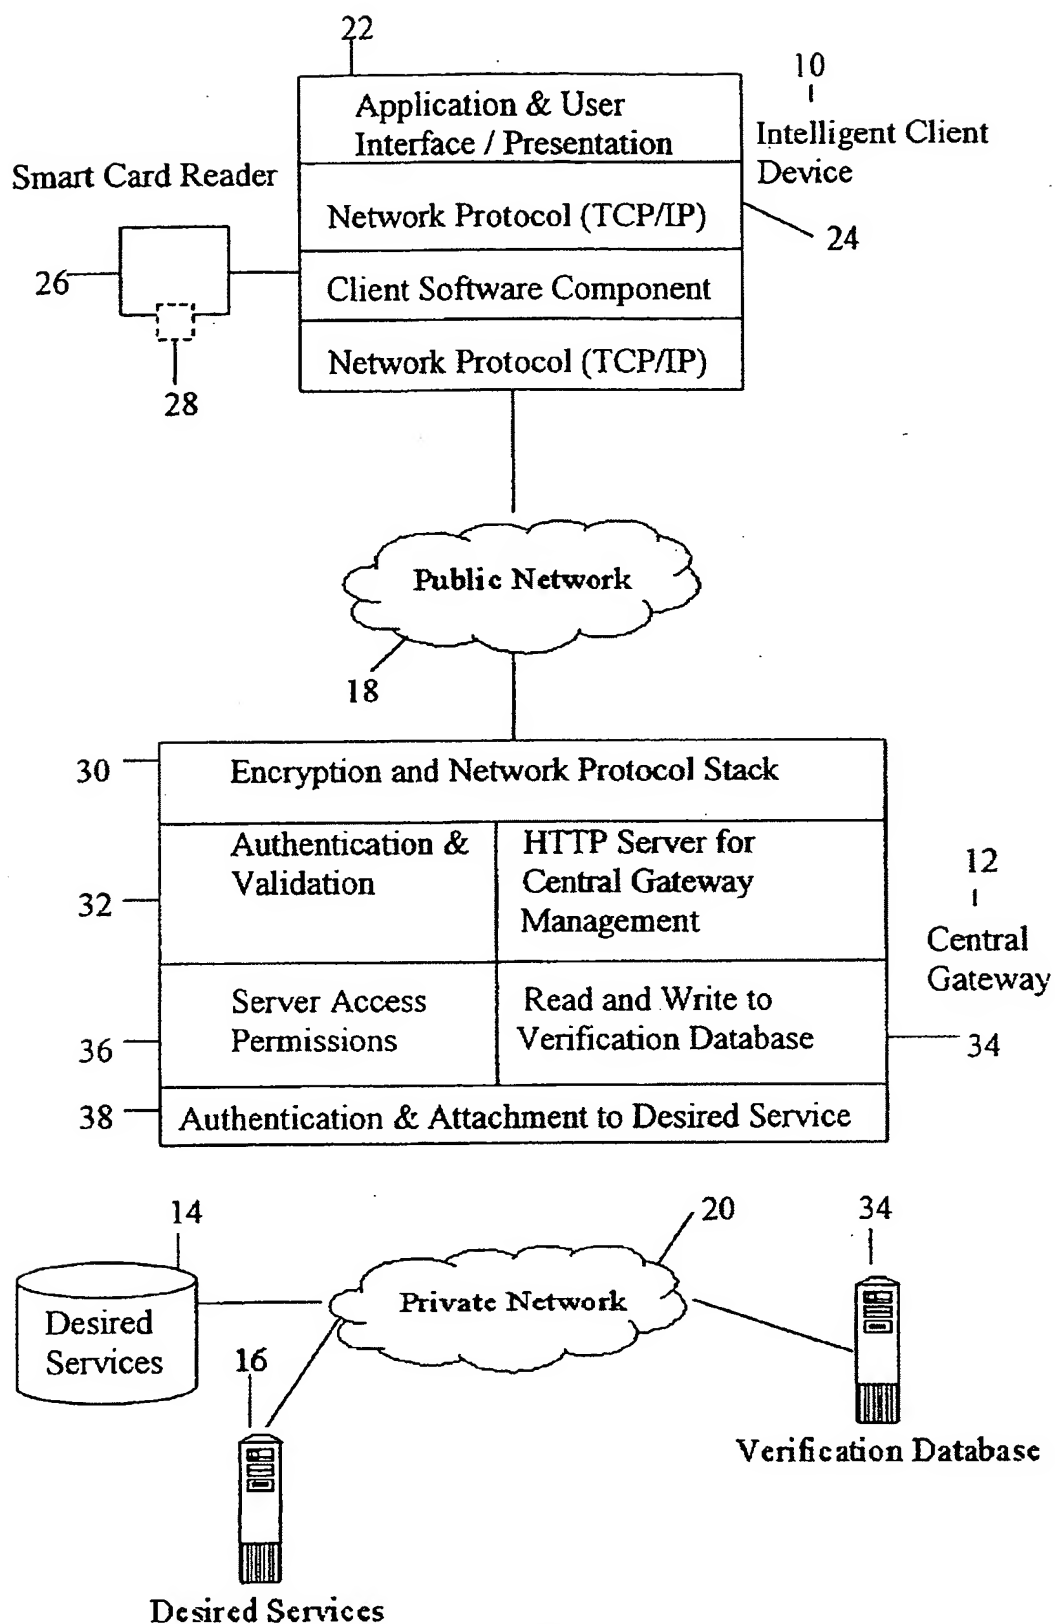 22
10
Application & User
Interface / Presentation
Intelligent Client
Device
Smart Card Reader
Network Protocol (TCP/IP)
24
26
Client Software Component
Network Protocol (TCP/IP)
28
Public Network
18
30
Encryption and Network Protocol Stack
Authentication &
Validation
HTTP Server for
Central Gateway
Management
32
12
Central
Gateway
Server Access
Permissions
Read and Write to
Verification Database
36
34
38
Authentication & Attachment to Desired Service
14
20
34
Private Network
Desired
Services
16
Verification Database
Desired Services